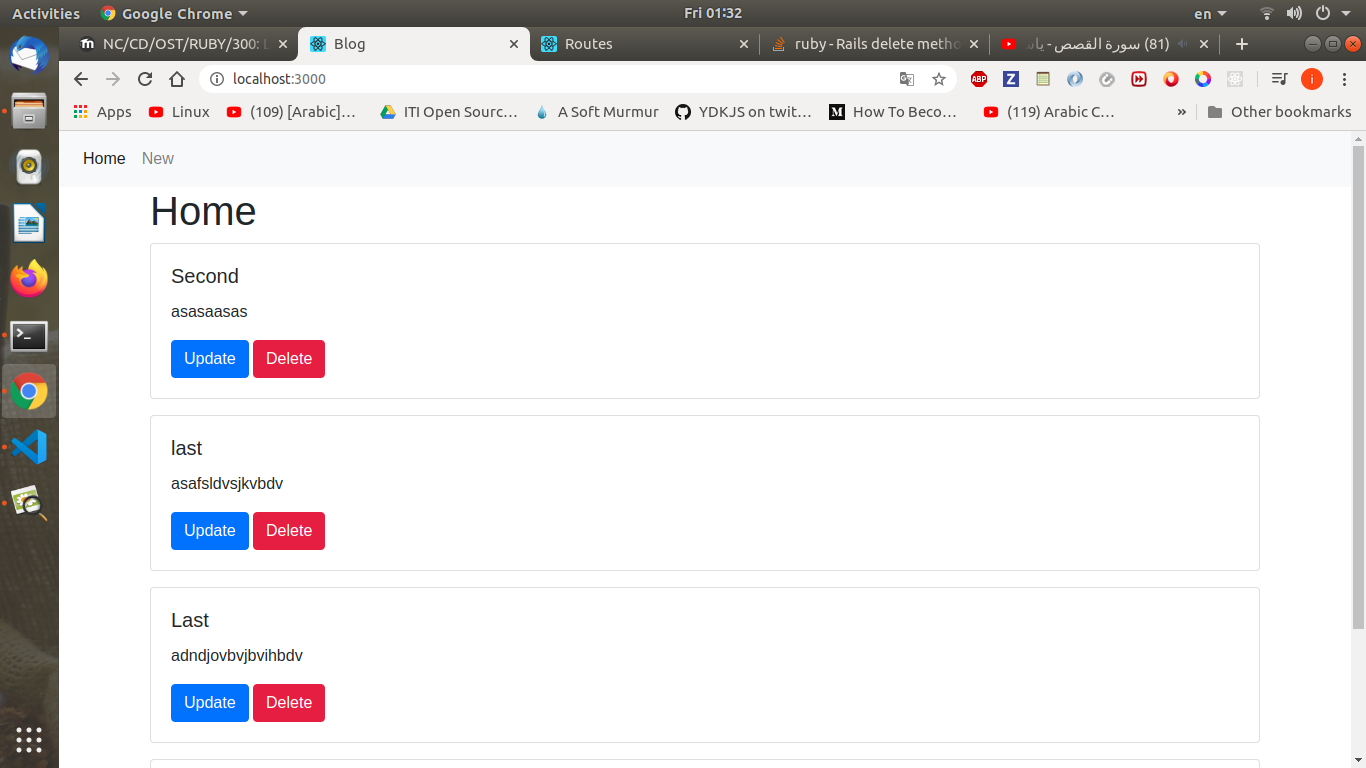 Activities Google Chrome Fri 01:32 en
NC/CD/OST/RUBY/300: Blog Routes ruby - Rails delete metho (81) سورة القصص - ياس
localhost:3000
Apps Linux (109) [Arabic]… ITI Open Sourc… A Soft Murmur YDKJS on twit… How To Beco… (119) Arabic C… » Other bookmarks
Home New
Home
Second
asasaasas
Update Delete
last
asafsldvsjkvbdv
Update Delete
Last
adndjovbvjbvihbdv
Update Delete